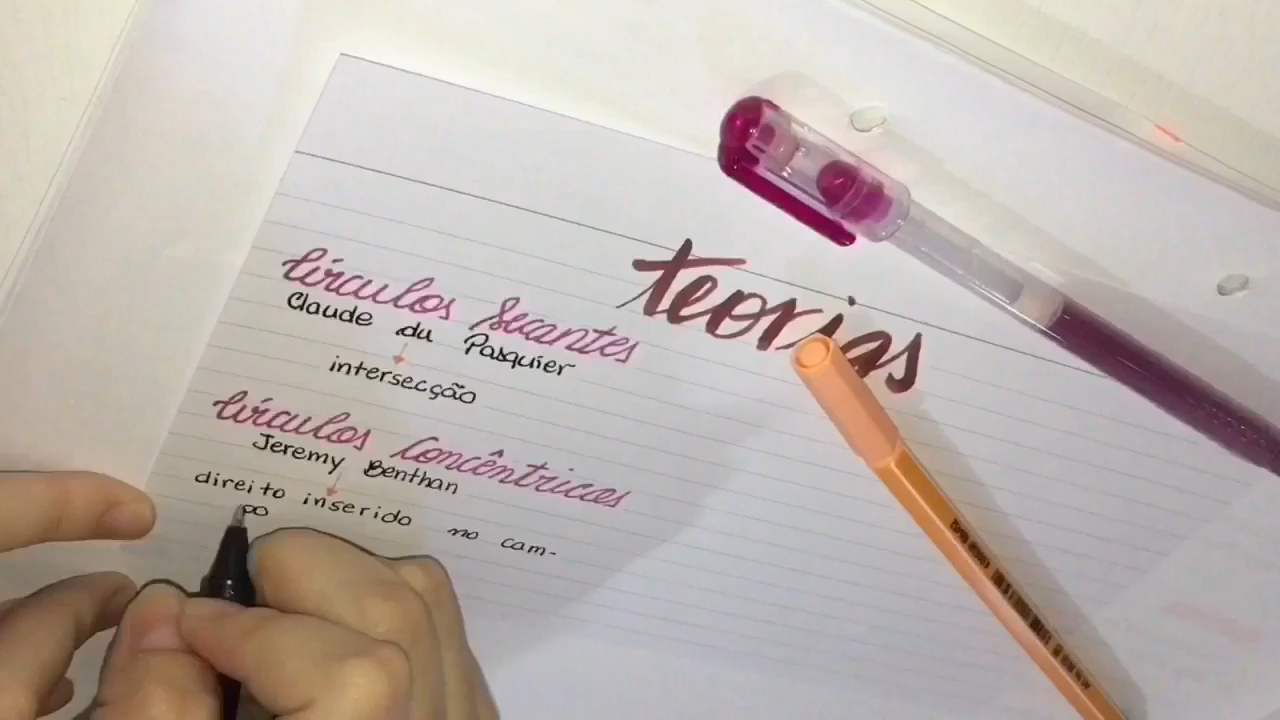 teorias
Círculos Secantes
Claude du Pasquier
intersecção
Círculos Concêntricos
Jeremy Benthan
direito inserido no cam-
po